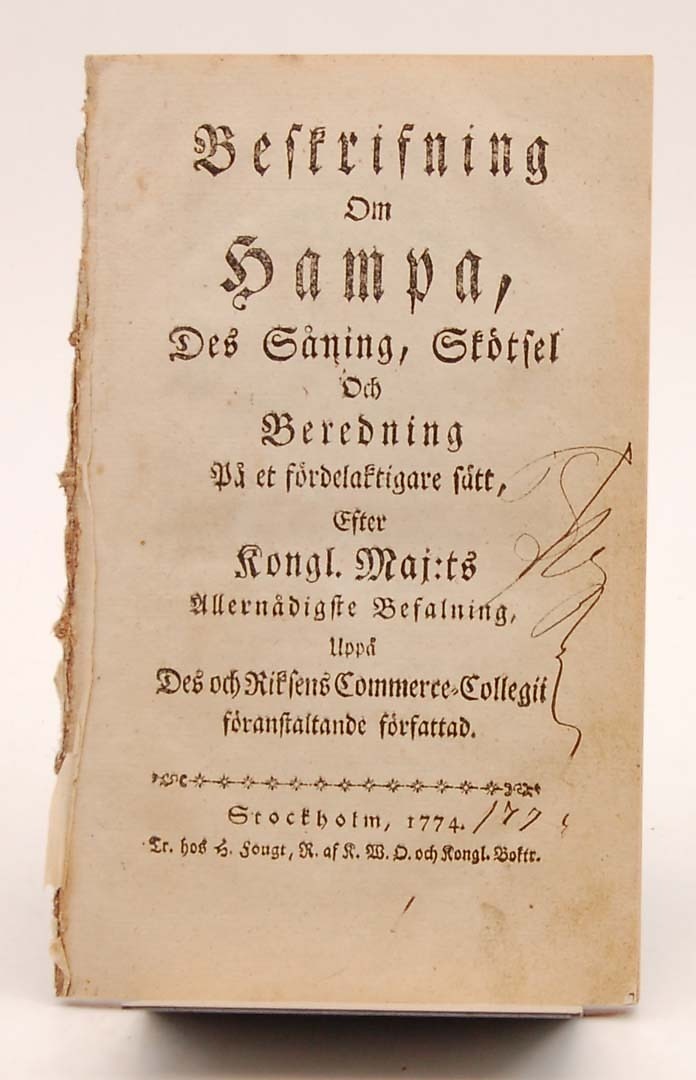 Beskrifning
Om
Hampa,
Des Såning, Skötsel
Och
Beredning
På et fördelaktigare sätt,
Efter
Kongl. Maj:ts
Allernådigste Befalning,
Uppå
Des och Riksens Commerce-Collegii
föranstaltande författad.
Stockholm, 1774.
Tr. hos H. Fougt, R. af K. W. O. och Kongl. Boktr.